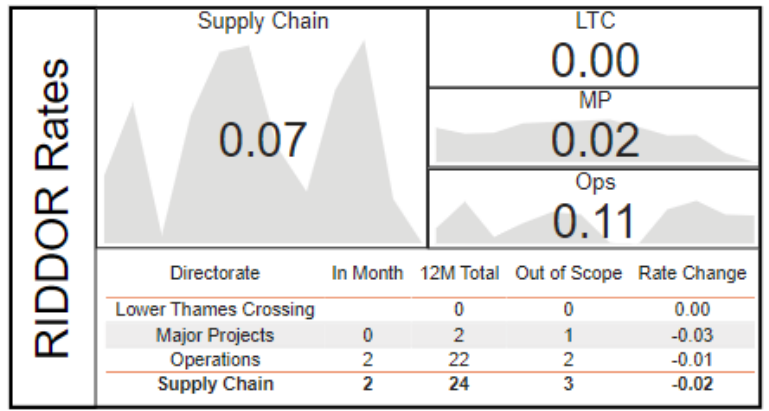 RIDDOR Rates
Supply Chain
0.07
LTC
0.00
MP
0.02
Ops
0.11
Directorate In Month 12M Total Out of Scope Rate Change
Lower Thames Crossing 0 0 0.00
Major Projects 0 2 1 -0.03
Operations 2 22 2 -0.01
Supply Chain 2 24 3 -0.02